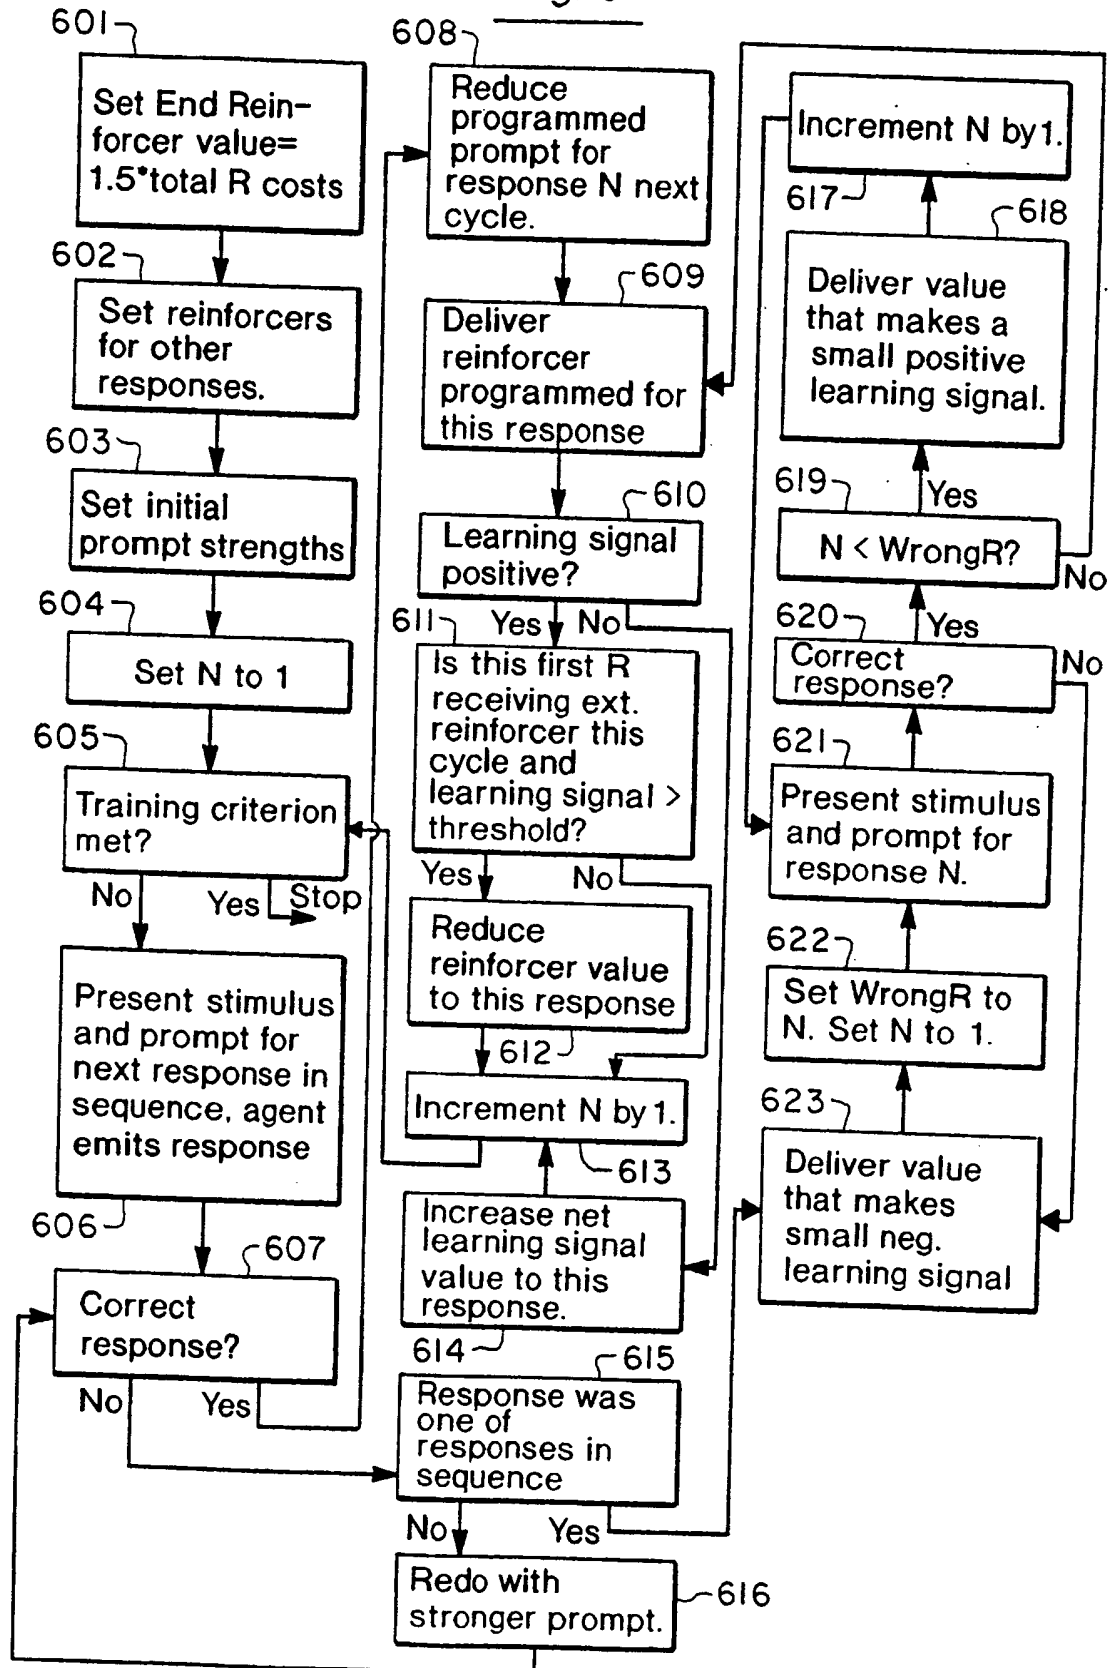 601
Set End Rein-
forcer value=
1.5*total R costs
602
Set reinforcers
for other
responses.
603
Set initial
prompt strengths
604
Set N to 1
605
Training criterion
met?
No
Yes
Stop
Present stimulus
and prompt for
next response in
sequence, agent
emits response
606
607
Correct
response?
No
Yes
608
Reduce
programmed
prompt for
response N next
cycle.
609
Deliver
reinforcer
programmed for
this response
610
Learning signal
positive?
611
Yes
No
Is this first R
receiving ext.
reinforcer this
cycle and
learning signal >
threshold?
Yes
No
Reduce
reinforcer value
to this response
612
Increment N by 1.
613
Increase net
learning signal
value to this
response.
614
615
Response was
one of
responses in
sequence
No
Yes
Redo with
stronger prompt.
616
Increment N by 1.
617
618
Deliver value
that makes a
small positive
learning signal.
619
Yes
N < WrongR?
No
620
Yes
Correct
response?
No
621
Present stimulus
and prompt for
response N.
622
Set WrongR to
N. Set N to 1.
623
Deliver value
that makes
small neg.
learning signal